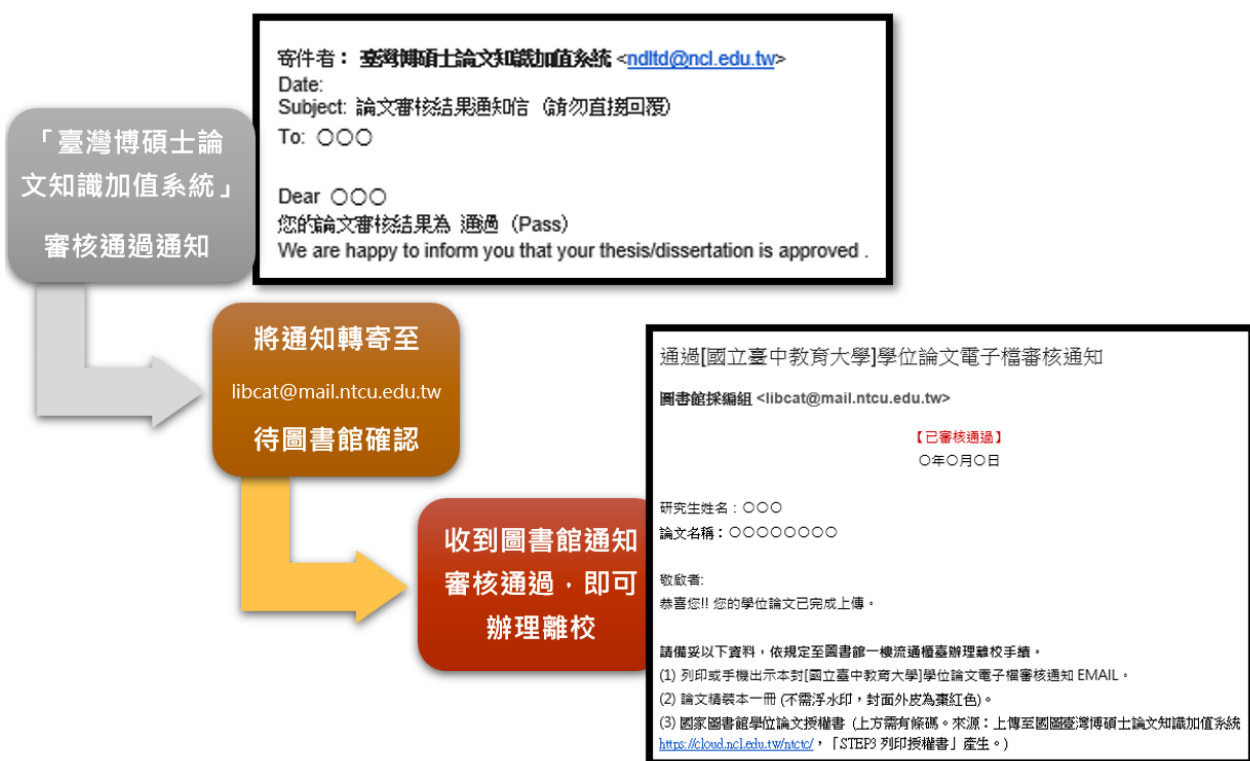 寄件者： 臺灣博碩士論文知識加值系統 <ndltd@ncl.edu.tw>
Date:
Subject: 論文審核結果通知信（請勿直接回覆）
To: ○○○
Dear ○○○
您的論文審核結果為 通過（Pass）
We are happy to inform you that your thesis/dissertation is approved .
「臺灣博碩士論
文知識加值系統」
審核通過通知
將通知轉寄至
libcat@mail.ntcu.edu.tw
待圖書館確認
收到圖書館通知
審核通過，即可
辦理離校
通過[國立臺中教育大學]學位論文電子檔審核通知
圖書館採編組 <libcat@mail.ntcu.edu.tw>
【已審核通過】
○年○月○日
研究生姓名：○○○
論文名稱：○○○○○○○○
敬啟者:
恭喜您!! 您的學位論文已完成上傳。
請備妥以下資料，依規定至圖書館一樓流通櫃臺辦理離校手續。
(1) 列印或手機出示本封[國立臺中教育大學]學位論文電子檔審核通知 EMAIL。
(2) 論文精裝本一冊 (不需浮水印，封面外皮為棗紅色)。
(3) 國家圖書館學位論文授權書 (上方需有條碼。來源：上傳至國圖臺灣博碩士論文知識加值系統
https://cloud.ncl.edu.tw/ntctc/，「STEP3 列印授權書」產生。)